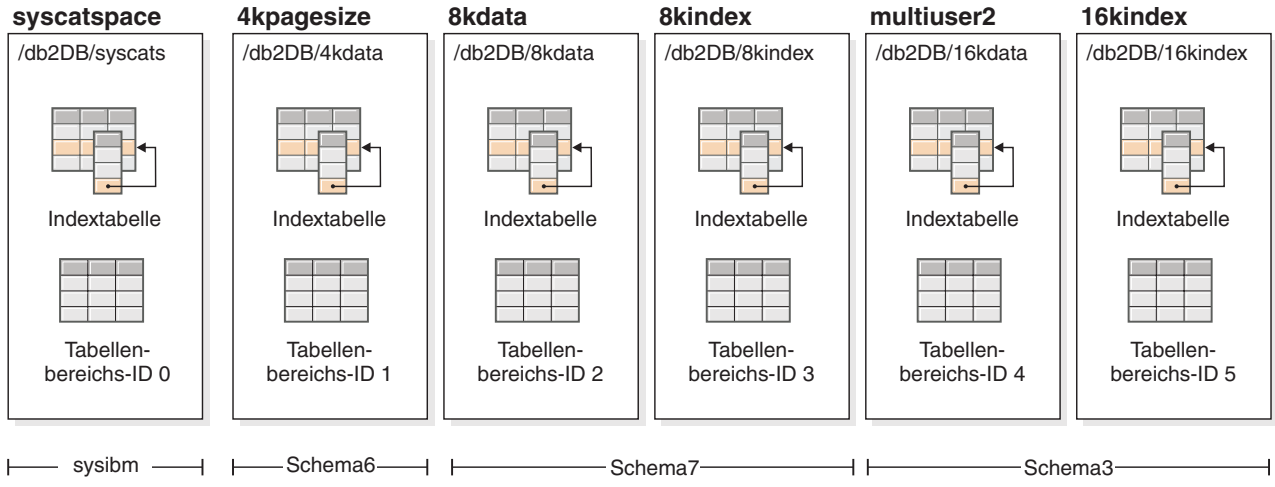 syscatspace
4kpagesize
8kdata
8kindex
multiuser2
16kindex
/db2DB/syscats
/db2DB/4kdata
/db2DB/8kdata
/db2DB/8kindex
/db2DB/16kdata
/db2DB/16kindex
Indextabelle
Indextabelle
Indextabelle
Indextabelle
Indextabelle
Indextabelle
Tabellen-
bereichs-ID 0
Tabellen-
bereichs-ID 1
Tabellen-
bereichs-ID 2
Tabellen-
bereichs-ID 3
Tabellen-
bereichs-ID 4
Tabellen-
bereichs-ID 5
sysibm
Schema6
Schema7
Schema3